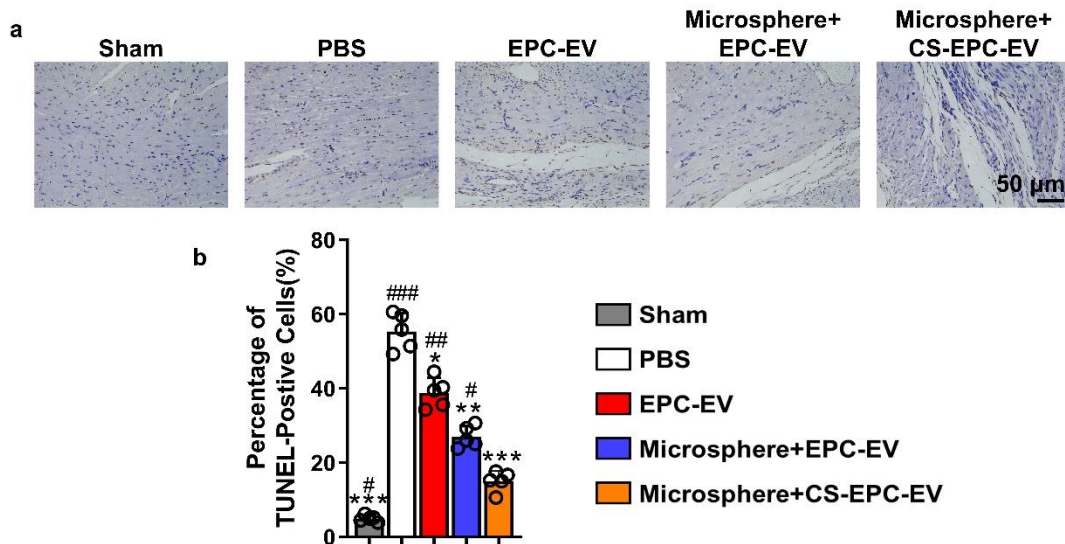 a
Sham
PBS
EPC-EV
Microsphere+
EPC-EV
Microsphere+
CS-EPC-EV
50 μm
b
Percentage of
TUNEL-Postive Cells(%)
80
60
40
20
0
#
***
###
##
*
#
**
***
Sham
PBS
EPC-EV
Microsphere+EPC-EV
Microsphere+CS-EPC-EV